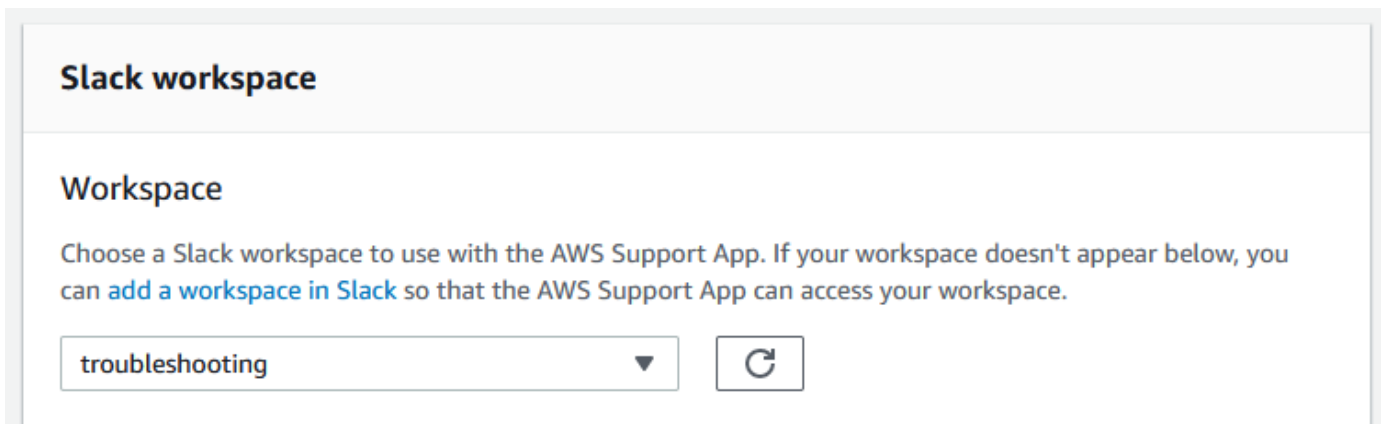 Slack workspace
Workspace
Choose a Slack workspace to use with the AWS Support App. If your workspace doesn't appear below, you
can add a workspace in Slack so that the AWS Support App can access your workspace.
troubleshooting